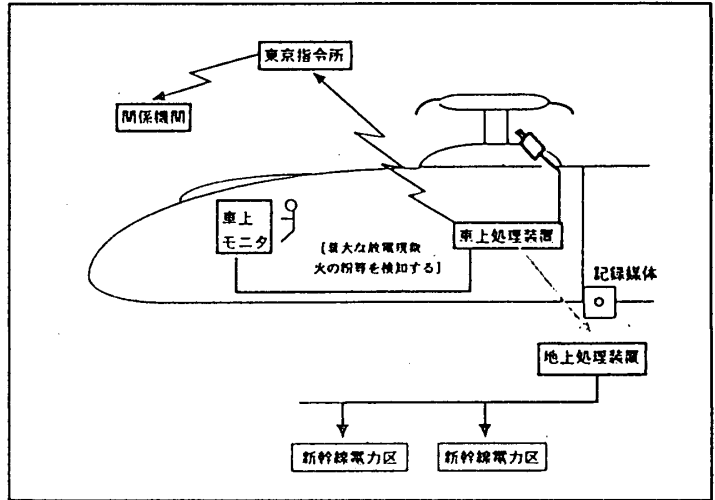 東京指令所
関係機関
車上
モニタ
[甚大な放電現象
火の粉等を検知する]
車上処理装置
記録媒体
地上処理装置
新幹線電力区
新幹線電力区